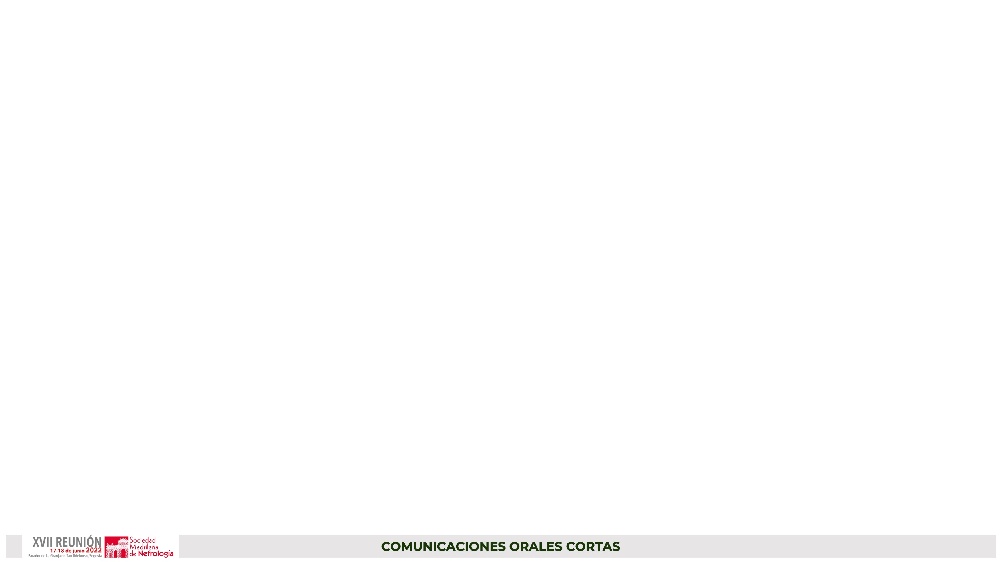 XVII REUNIÓN
17-18 de junio 2022
Parador de La Granja de San Ildefonso, Segovia
Sociedad
Madrileña
de Nefrología
COMUNICACIONES ORALES CORTAS